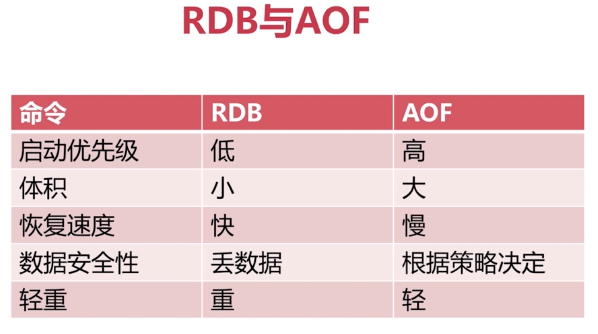 RDB与AOF
命令 RDB AOF
启动优先级 低 高
体积 小 大
恢复速度 快 慢
数据安全性 丢数据 根据策略决定
轻重 重 轻